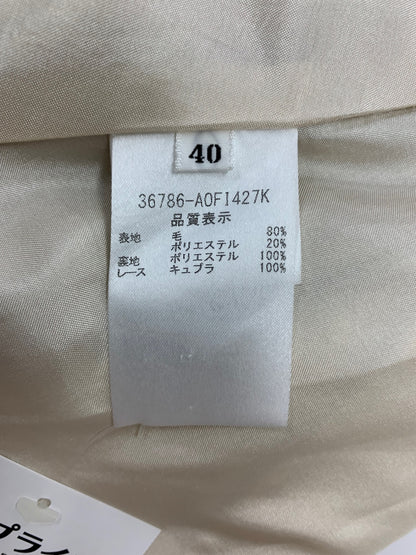 40
36786-AOFI427K
品質表示
表地 毛 80%
ポリエステル 20%
裏地 ポリエステル 100%
レース キュプラ 100%
プライ